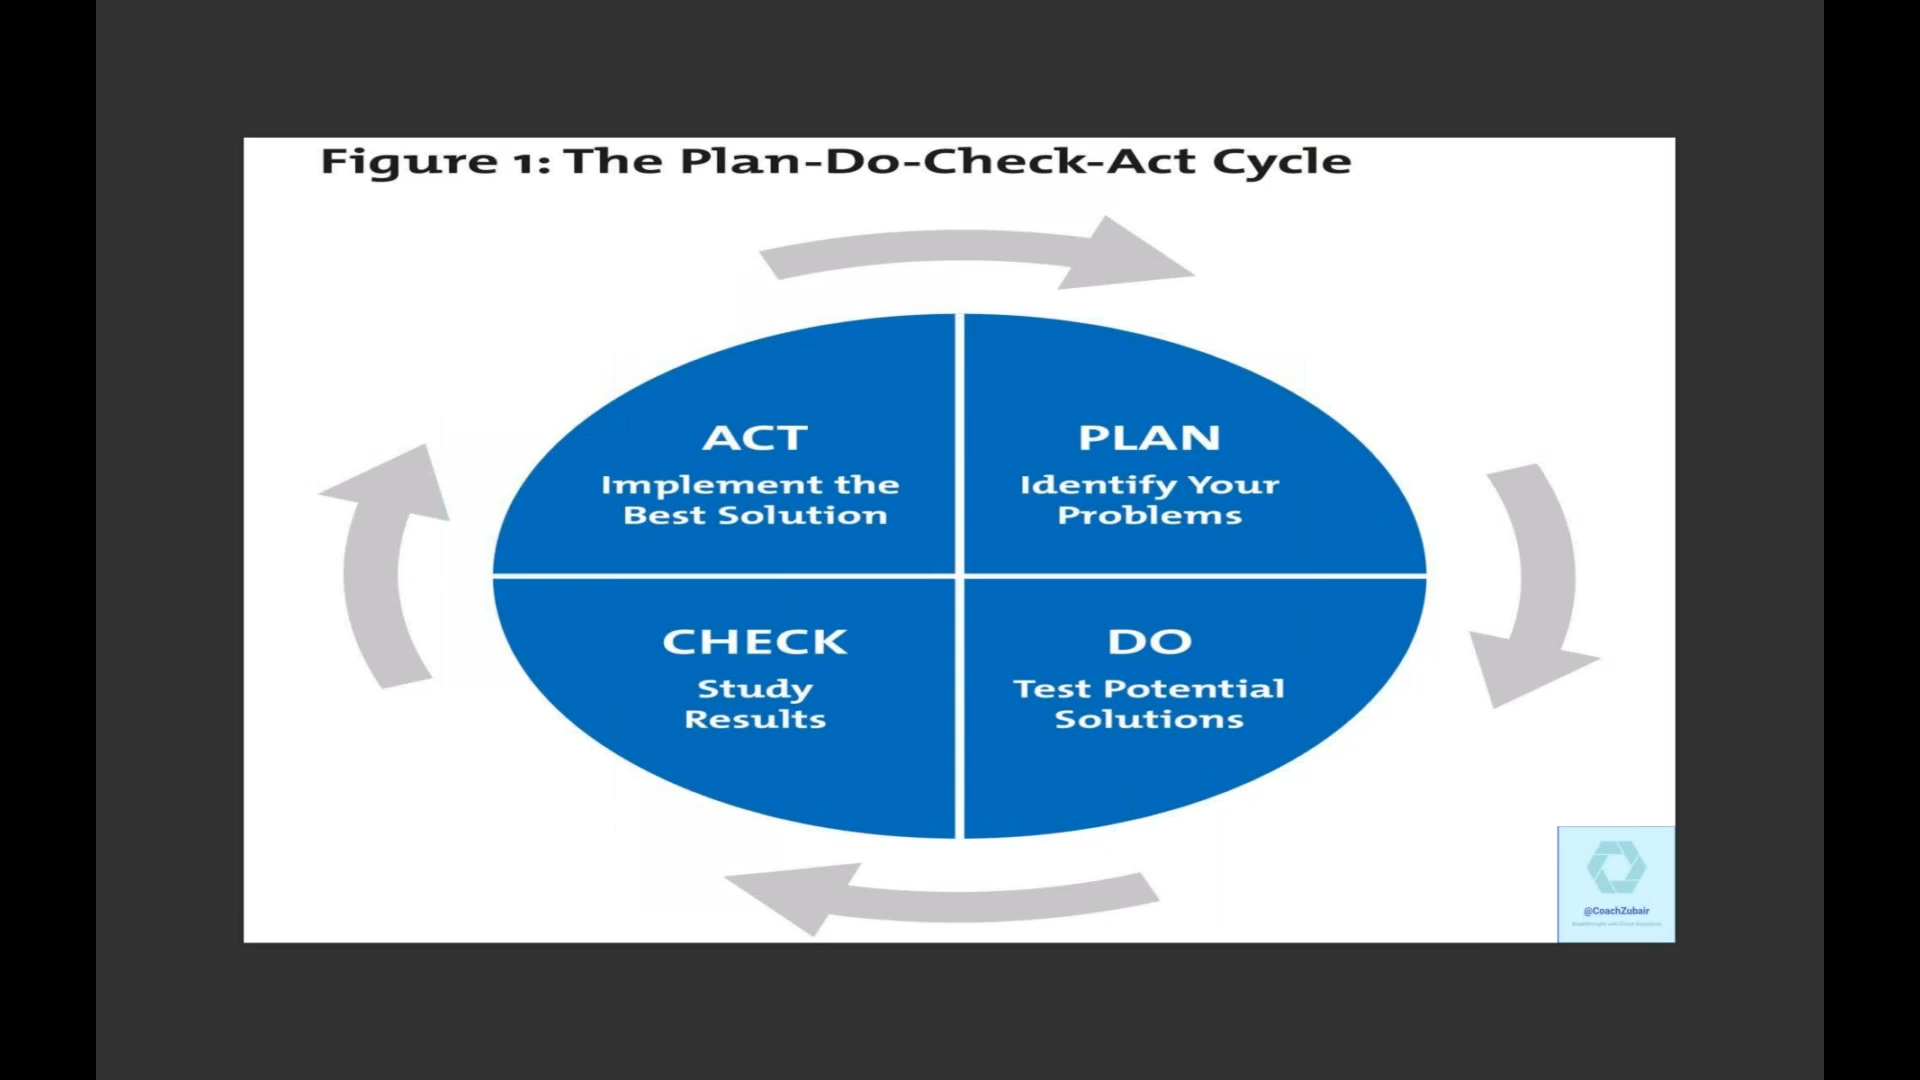 Figure 1: The Plan-Do-Check-Act Cycle
ACT
Implement the
Best Solution
PLAN
Identify Your
Problems
CHECK
Study
Results
DO
Test Potential
Solutions
@CoachZubair